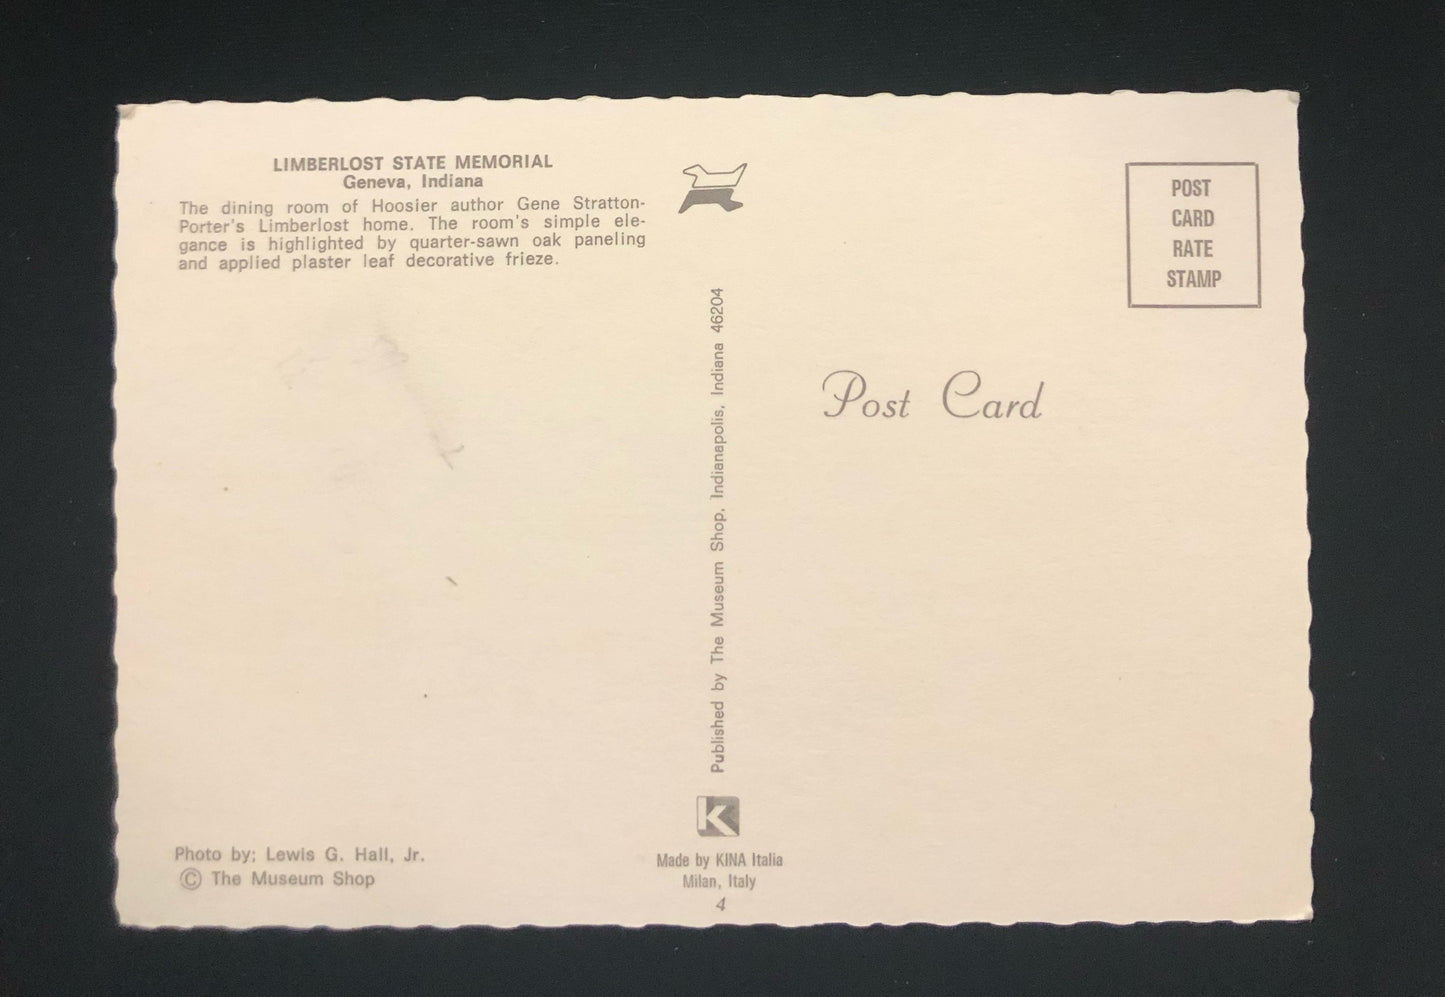 LIMBERLOST STATE MEMORIAL
Geneva, Indiana
The dining room of Hoosier author Gene Stratton-
Porter's Limberlost home. The room's simple ele-
gance is highlighted by quarter-sawn oak paneling
and applied plaster leaf decorative frieze.
POST
CARD
RATE
STAMP
Post Card
Published by The Museum Shop, Indianapolis, Indiana 46204
Photo by; Lewis G. Hall, Jr.
© The Museum Shop
K
Made by KINA Italia
Milan, Italy
4